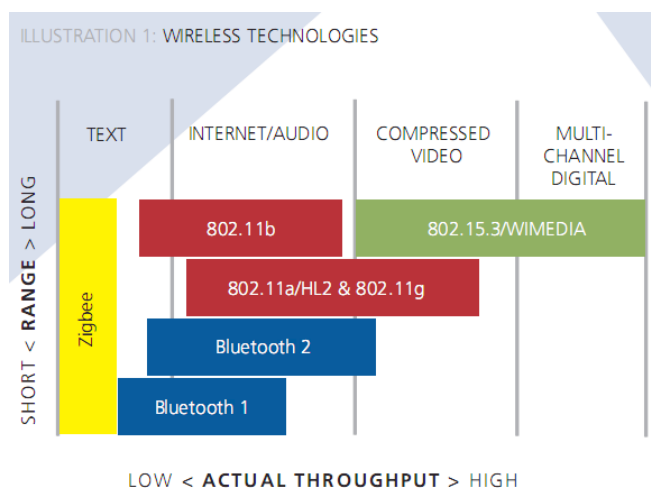 ILLUSTRATION 1: WIRELESS TECHNOLOGIES
TEXT
INTERNET/AUDIO
COMPRESSED
VIDEO
MULTI-
CHANNEL
DIGITAL
SHORT < RANGE > LONG
Zigbee
802.11b
802.15.3/WIMEDIA
802.11a/HL2 & 802.11g
Bluetooth 2
Bluetooth 1
LOW < ACTUAL THROUGHPUT > HIGH